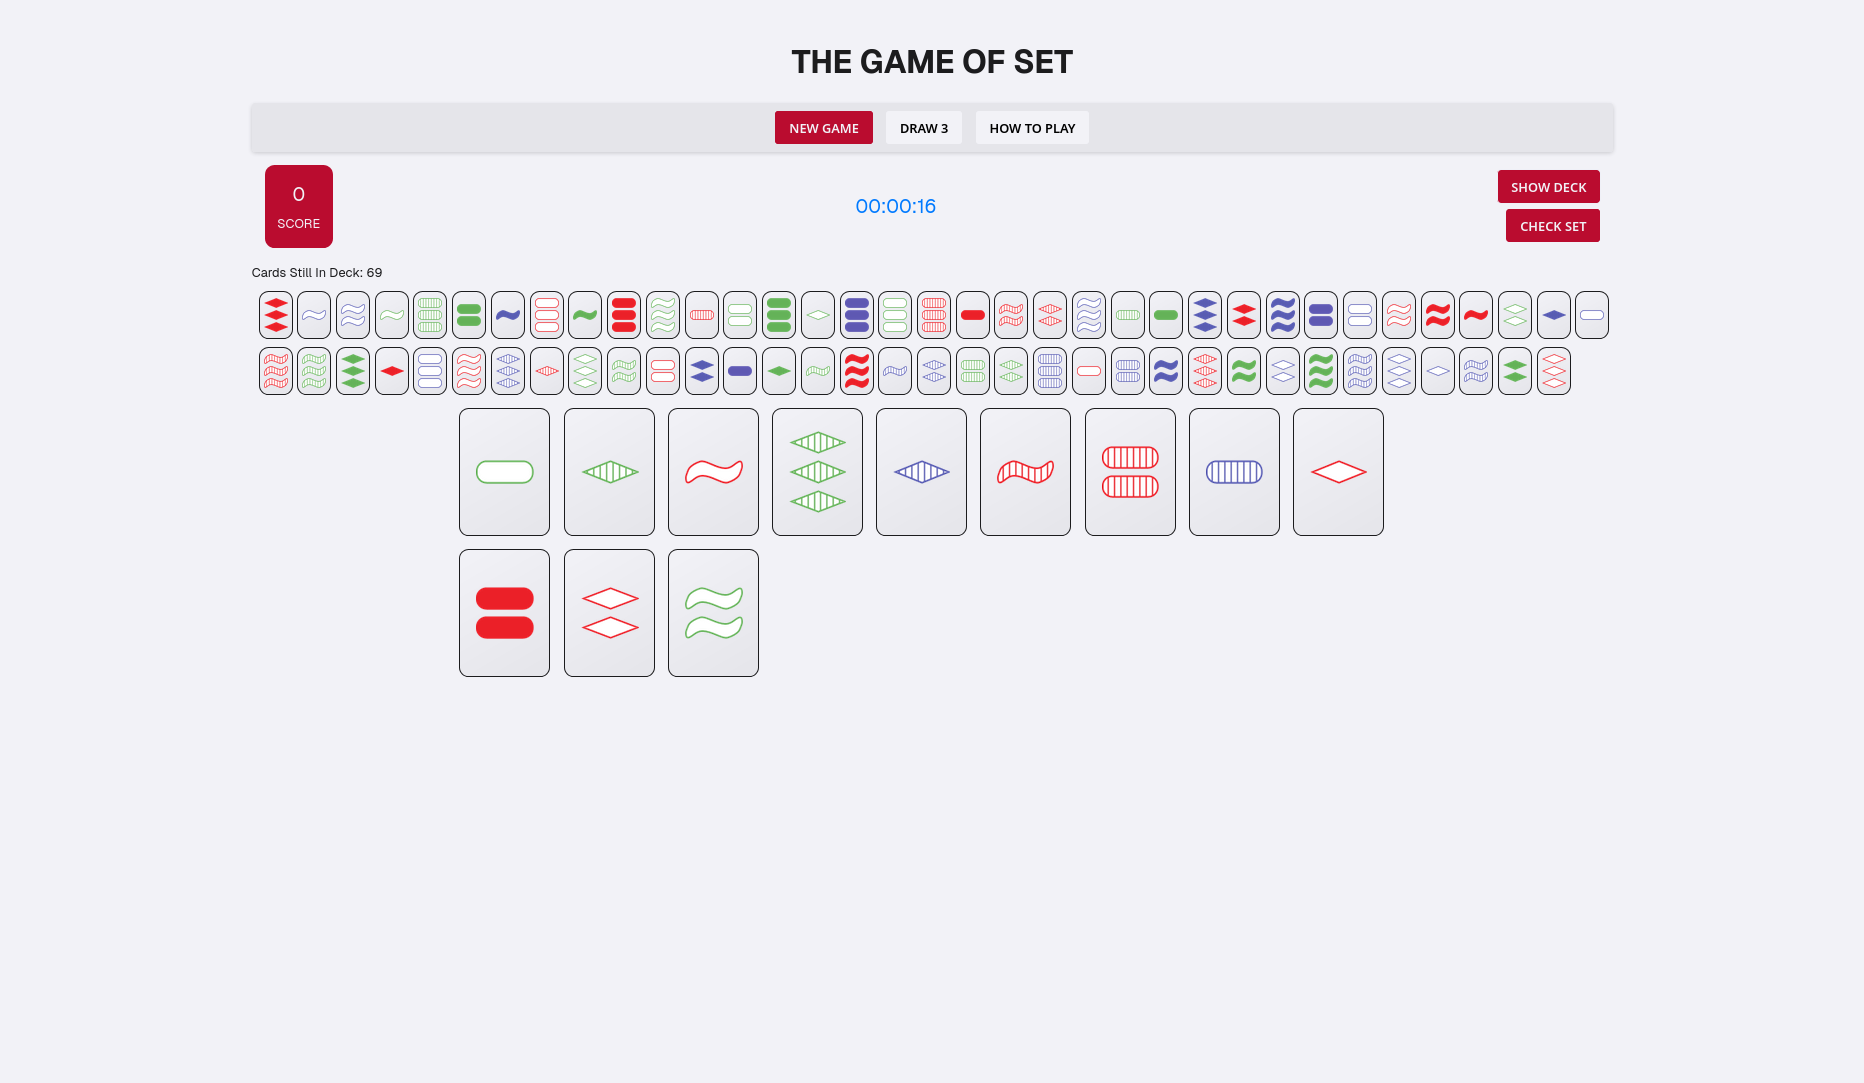 THE GAME OF SET
NEW GAME
DRAW 3
HOW TO PLAY
0
SCORE
00:00:16
SHOW DECK
CHECK SET
Cards Still In Deck: 69